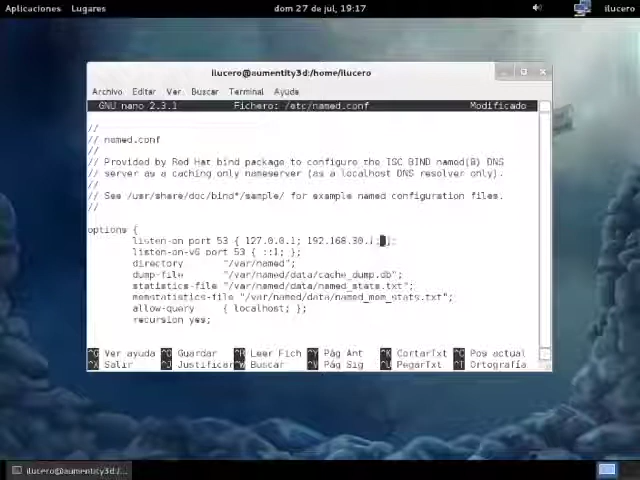 Aplicaciones Lugares dom 27 de jul, 19:17 ilucero
ilucero@aumentity3d:/home/ilucero
Archivo Editar Ver Buscar Terminal Ayuda
GNU nano 2.3.1 Fichero: /etc/named.conf Modificado
//
// named.conf
//
// Provided by Red Hat bind package to configure the ISC BIND named(8) DNS
// server as a caching only nameserver (as a localhost DNS resolver only).
//
// See /usr/share/doc/bind*/sample/ for example named configuration files.
//
options {
listen-on port 53 { 127.0.0.1; 192.168.30.1; };
listen-on-v6 port 53 { ::1; };
directory "/var/named";
dump-file "/var/named/data/cache_dump.db";
statistics-file "/var/named/data/named_stats.txt";
memstatistics-file "/var/named/data/named_mem_stats.txt";
allow-query { localhost; };
recursion yes;
^G Ver ayuda ^O Guardar ^R Leer Fich ^Y Pág Ant ^K CortarTxt ^C Pos actual
^X Salir ^J Justificar ^W Buscar ^V Pág Sig ^U PegarTxt ^T Ortografía
ilucero@aumentity3d:/...